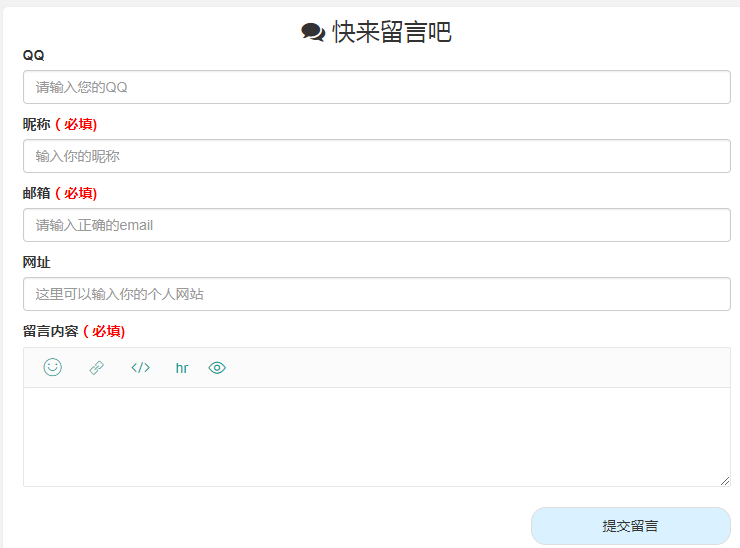 快来留言吧
QQ
请输入您的QQ
昵称（必填)
输入你的昵称
邮箱（必填)
请输入正确的email
网址
这里可以输入你的个人网站
留言内容（必填)
</> hr
提交留言